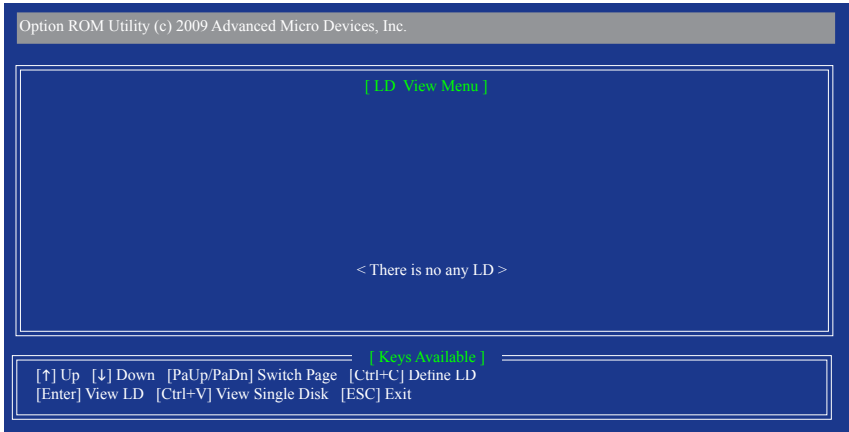 Option ROM Utility (c) 2009 Advanced Micro Devices, Inc.
[ LD View Menu ]
< There is no any LD >
[ Keys Available ]
[↑] Up [↓] Down [PaUp/PaDn] Switch Page [Ctrl+C] Define LD
[Enter] View LD [Ctrl+V] View Single Disk [ESC] Exit